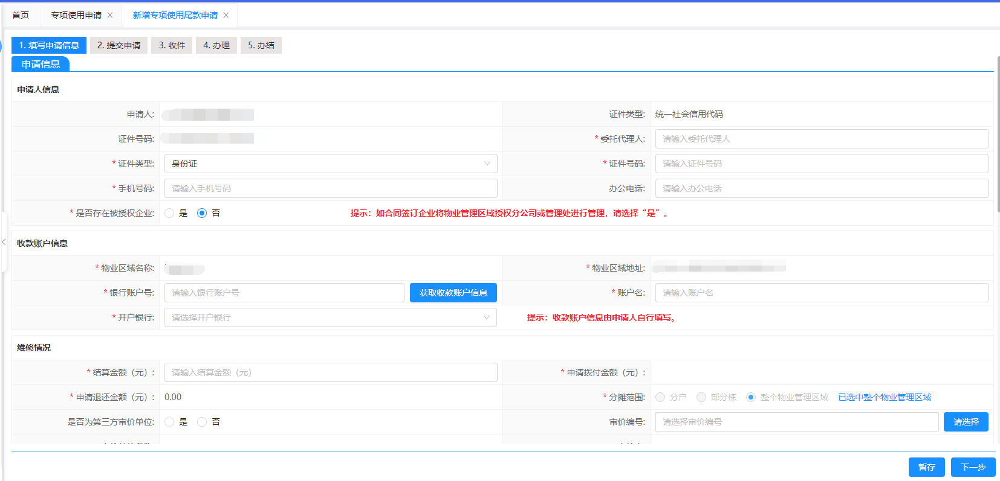 首页 专项使用申请 × 新增专项使用尾款申请 ×
1. 填写申请信息 2. 提交申请 3. 收件 4. 办理 5. 办结
申请信息
申请人信息
申请人: 证件类型: 统一社会信用代码
证件号码: * 委托代理人: 请输入委托代理人
* 证件类型: 身份证 * 证件号码: 请输入证件号码
* 手机号码: 请输入手机号码 办公电话: 请输入办公电话
* 是否存在被授权企业: 是 否 提示：如合同签订企业将物业管理区域授权分公司或管理处进行管理，请选择“是”。
收款账户信息
* 物业区域名称: * 物业区域地址:
* 银行账户号: 请输入银行账户号 获取收款账户信息 * 账户名: 请输入账户名
* 开户银行: 请选择开户银行 提示：收款账户信息由申请人自行填写。
维修情况
* 结算金额（元）: 请输入结算金额（元） * 申请拨付金额（元）:
* 申请退还金额（元）: 0.00 * 分摊范围: 分户 部分栋 整个物业管理区域 已选中整个物业管理区域
是否为第三方审价单位: 是 否 审价编号: 请选择审价编号 请选择
暂存 下一步